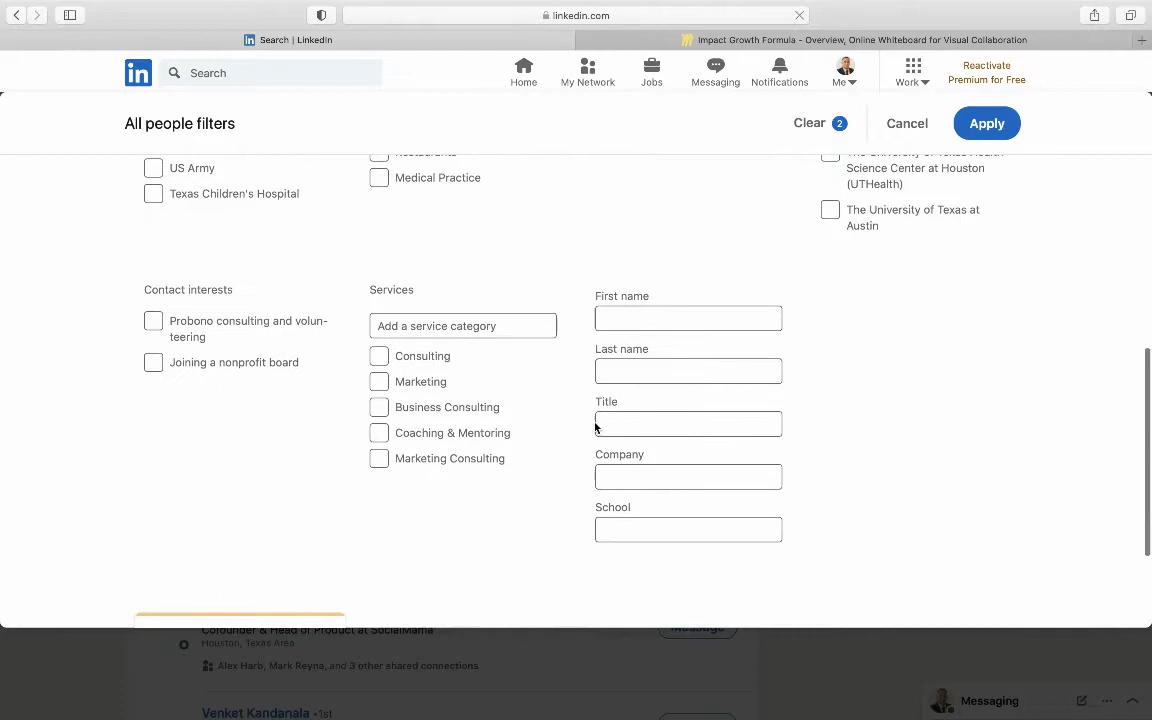 linkedin.com
in Search | LinkedIn
Impact Growth Formula - Overview, Online Whiteboard for Visual Collaboration
in Search
Home
My Network
Jobs
Messaging
Notifications
Me
Work
Reactivate
Premium for Free
All people filters
Clear 2
Cancel
Apply
US Army
Texas Children's Hospital
Restaurants
Medical Practice
The University of Texas Health
Science Center at Houston
(UTHealth)
The University of Texas at
Austin
Contact interests
Probono consulting and volun-
teering
Joining a nonprofit board
Services
Add a service category
Consulting
Marketing
Business Consulting
Coaching & Mentoring
Marketing Consulting
First name
Last name
Title
Company
School
Cofounder & Head of Product at SocialMama
Houston, Texas Area
Message
Alex Harb, Mark Reyna, and 3 other shared connections
Venket Kandanala • 1st
Messaging